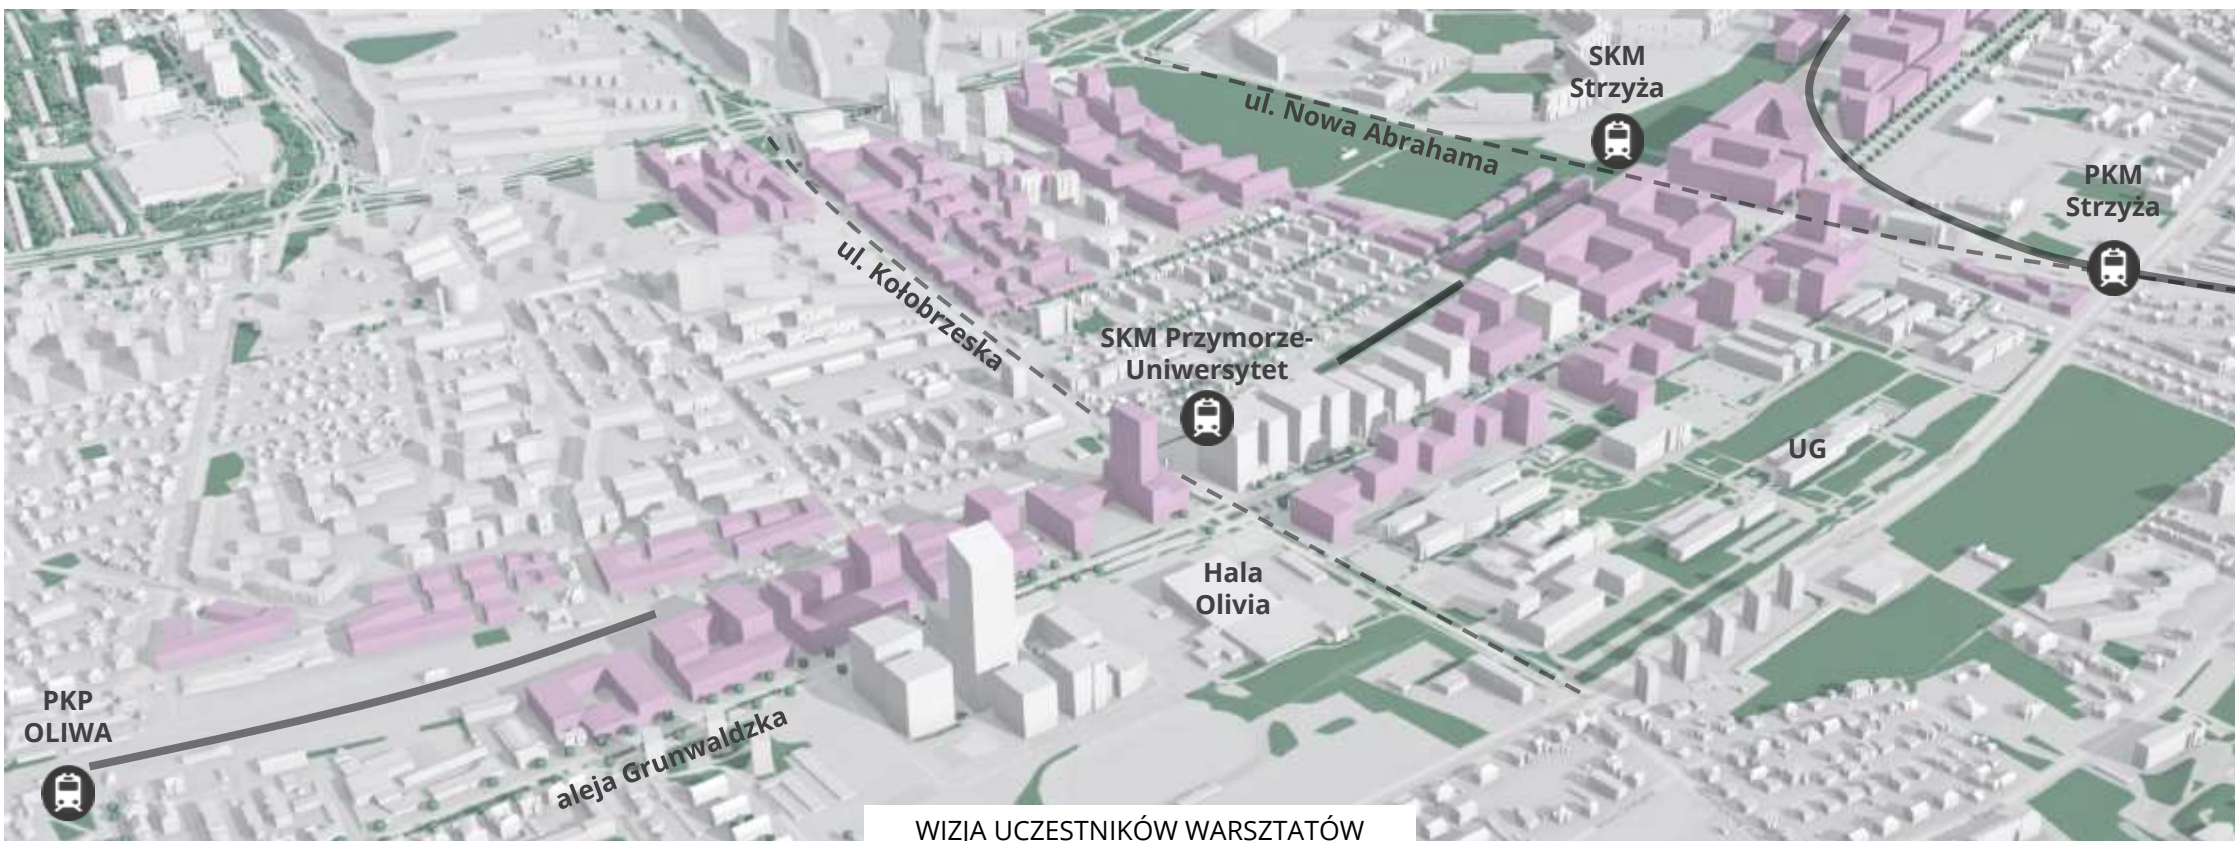 SKM
Strzyża
ul. Nowa Abrahama
PKM
Strzyża
ul. Kołobrzeska
SKM Przymorze-
Uniwersytet
UG
Hala
Olivia
PKP
OLIWA
aleja Grunwaldzka
WIZJA UCZESTNIKÓW WARSZTATÓW